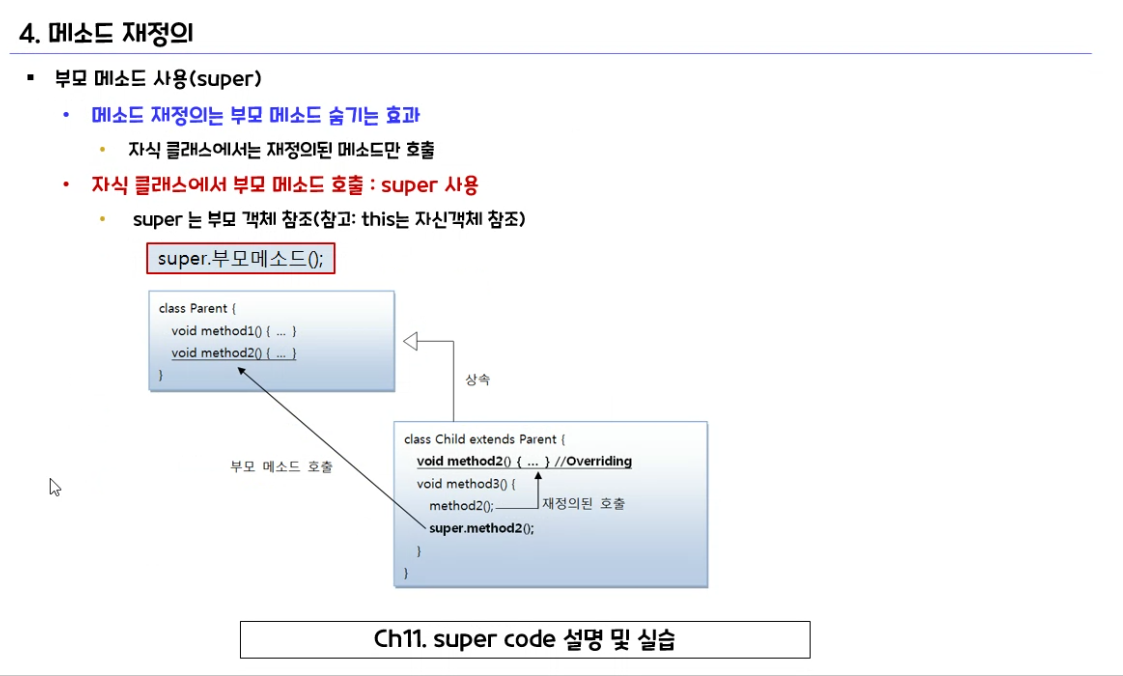 4. 메소드 재정의
▪ 부모 메소드 사용(super)
• 메소드 재정의는 부모 메소드 숨기는 효과
• 자식 클래스에서는 재정의된 메소드만 호출
• 자식 클래스에서 부모 메소드 호출 : super 사용
• super 는 부모 객체 참조(참고: this는 자신객체 참조)
super.부모메소드();
class Parent {
void method1() { ... }
void method2() { ... }
}
상속
부모 메소드 호출
class Child extends Parent {
void method2() { ... } //Overriding
void method3() {
method2();
재정의된 호출
super.method2();
}
}
Ch11. super code 설명 및 실습